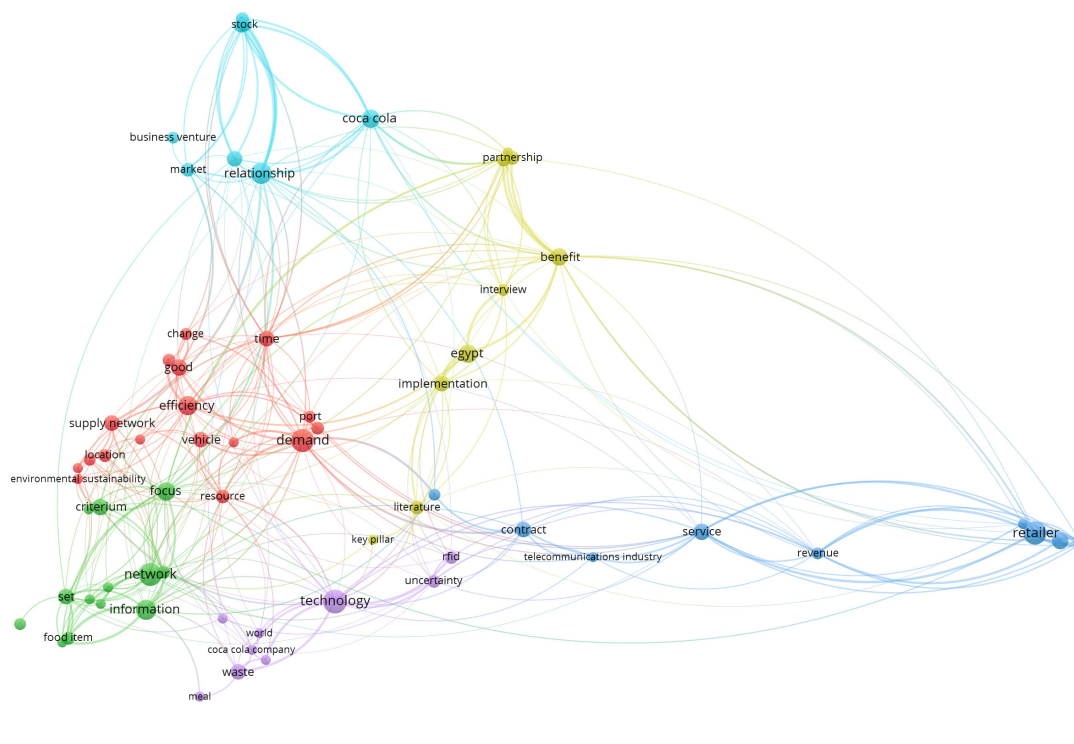 stock
coca cola
business venture
partnership
market
relationship
benefit
interview
change
time
egypt
good
implementation
efficiency
port
supply network
vehicle
demand
location
environmental sustainability
focus
resource
criterium
literature
contract
service
retailer
key pillar
rfid
telecommunications industry
revenue
network
uncertainty
set
technology
information
world
food item
coca cola company
waste
meal